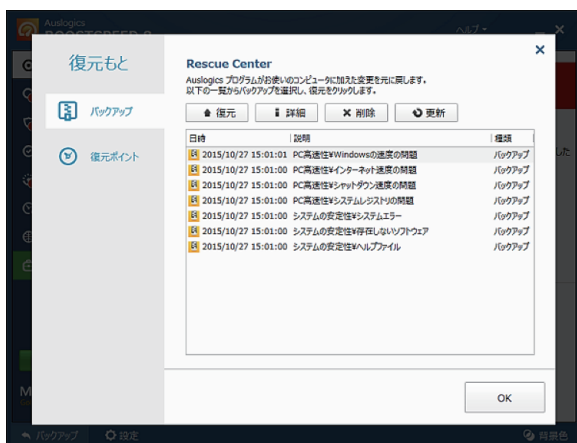 Auslogics
BOOSTSPEED 8
ヘルプ
復元もと
バックアップ
復元ポイント
Rescue Center
Auslogics プログラムがお使いのコンピュータに加えた変更を元に戻します。
以下の一覧からバックアップを選択し、復元をクリックします。
復元 詳細 削除 更新
日時 説明 種類
2015/10/27 15:01:01 PC高速性¥Windowsの速度の問題 バックアップ
2015/10/27 15:01:00 PC高速性¥インターネット速度の問題 バックアップ
2015/10/27 15:01:00 PC高速性¥シャットダウン速度の問題 バックアップ
2015/10/27 15:01:00 PC高速性¥システムレジストリの問題 バックアップ
2015/10/27 15:01:00 システムの安定性¥システムエラー バックアップ
2015/10/27 15:01:00 システムの安定性¥存在しないソフトウェア バックアップ
2015/10/27 15:01:00 システムの安定性¥ヘルプファイル バックアップ
した
OK
M
バックアップ 設定 背景色